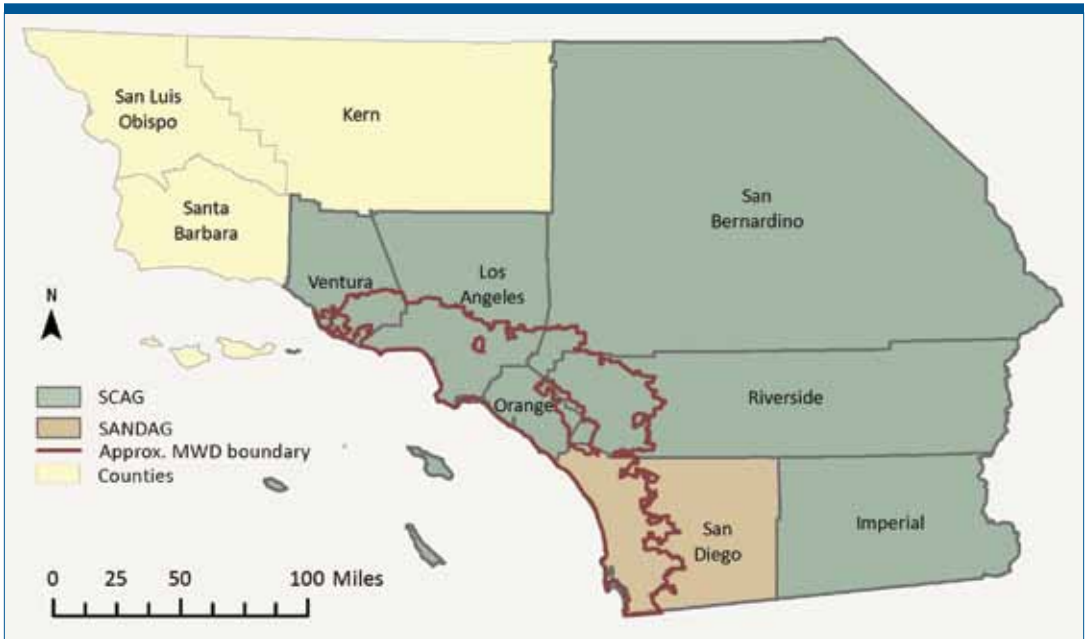 San Luis
Obispo
Kern
San
Bernardino
Santa
Barbara
Ventura
Los
Angeles
N
SCAG
SANDAG
Approx. MWD boundary
Counties
Orange
Riverside
San
Diego
Imperial
0 25 50 100 Miles